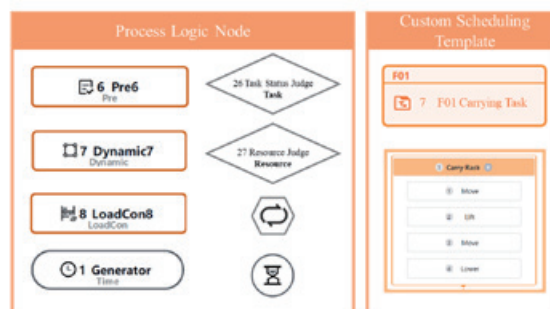 Process Logic Node
6 Pre6
Pre
26 Task Status Judge
Task
7 Dynamic7
Dynamic
27 Resource Judge
Resource
8 LoadCon8
LoadCon
1 Generator
Time
Custom Scheduling
Template
F01
7 F01 Carrying Task
Carry Rack
Move
Lift
Move
Lower